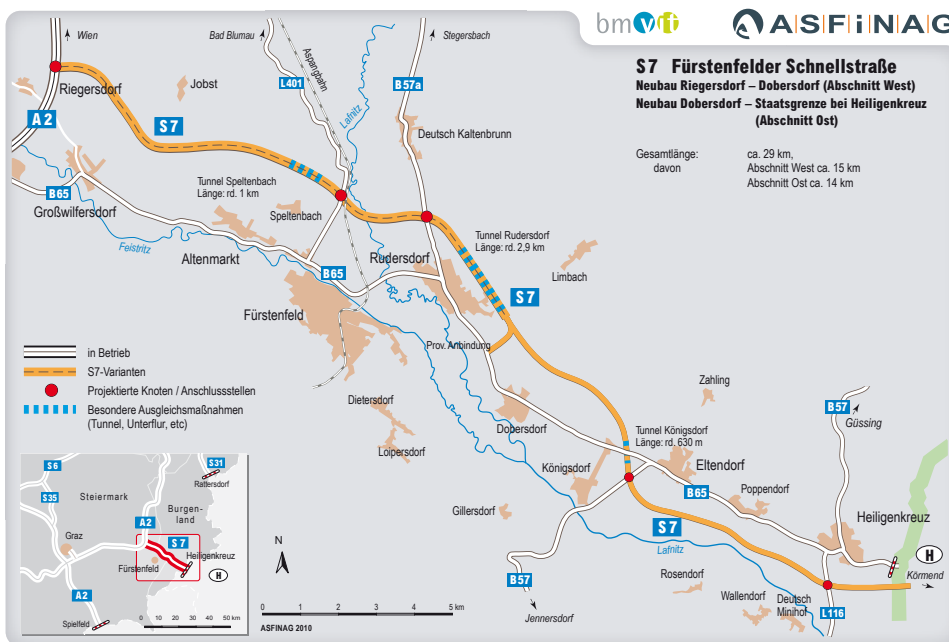 bmvit
ASFiNAG
S7 Fürstenfelder Schnellstraße
Neubau Riegersdorf – Dobersdorf (Abschnitt West)
Neubau Dobersdorf – Staatsgrenze bei Heiligenkreuz
(Abschnitt Ost)
Gesamtlänge: ca. 29 km,
davon Abschnitt West ca. 15 km
Abschnitt Ost ca. 14 km
Wien
Bad Blumau
Stegersbach
Aspangbahn
Riegersdorf
Jobst
L401
B57a
A2
S7
Lafnitz
Deutsch Kaltenbrunn
Tunnel Speltenbach
Länge: rd. 1 km
B65
Großwilfersdorf
Speltenbach
Feistritz
Altenmarkt
B65
Rudersdorf
Tunnel Rudersdorf
Länge: rd. 2,9 km
Limbach
S7
Fürstenfeld
Prov. Anbindung
in Betrieb
S7-Varianten
Projektierte Knoten / Anschlussstellen
Besondere Ausgleichsmaßnahmen
(Tunnel, Unterflur, etc)
Dietersdorf
Loipersdorf
Dobersdorf
Zahling
Tunnel Königsdorf
Länge: rd. 630 m
B57
Güssing
Königsdorf
Eltendorf
B65
Poppendorf
Gillersdorf
S7
Heiligenkreuz
Lafnitz
H
Körmend
B57
Jennersdorf
Rosendorf
Wallendorf
Deutsch
Minihof
L116
S6
S31
Rattersdorf
S35
Steiermark
Burgen-
land
A2
Graz
S7
Heiligenkreuz
Fürstenfeld
H
A2
Spielfeld
0 10 20 30 40 50 km
N
0 1 2 3 4 5 km
ASFINAG 2010